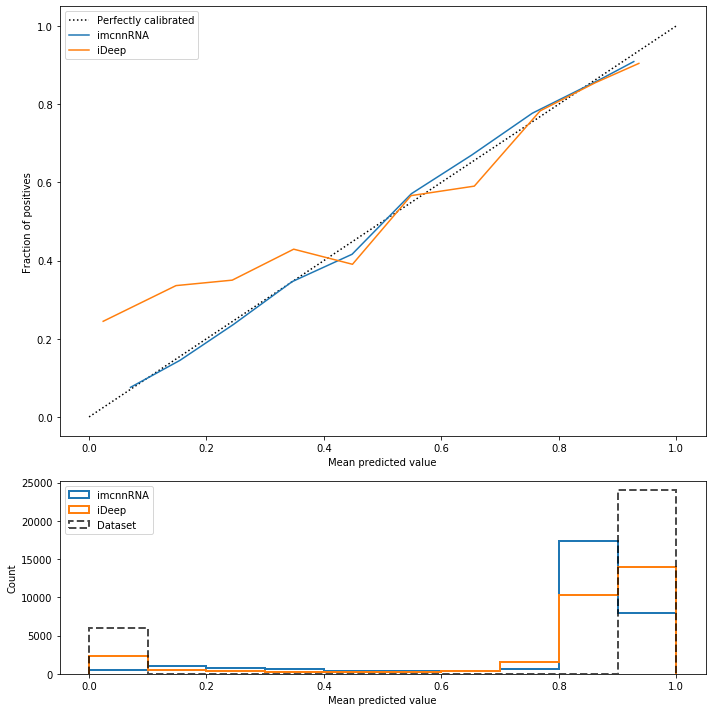 Perfectly calibrated
imcnnRNA
iDeep
1.0
0.8
0.6
0.4
0.2
0.0
Fraction of positives
0.0 0.2 0.4 0.6 0.8 1.0
Mean predicted value
imcnnRNA
iDeep
Dataset
25000
20000
15000
10000
5000
0
Count
0.0 0.2 0.4 0.6 0.8 1.0
Mean predicted value